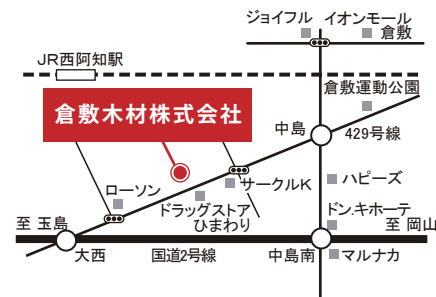 ジョイフル
イオンモール
倉敷
JR西阿知駅
倉敷運動公園
倉敷木材株式会社
中島
429号線
サークルK
ハピーズ
ローソン
ドラッグストア
ひまわり
ドン.キホーテ
至 玉島
至 岡山
大西
国道2号線
中島南
マルナカ